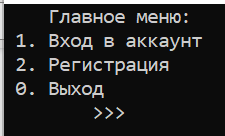 Главное меню:
1. Вход в аккаунт
2. Регистрация
0. Выход
>>>